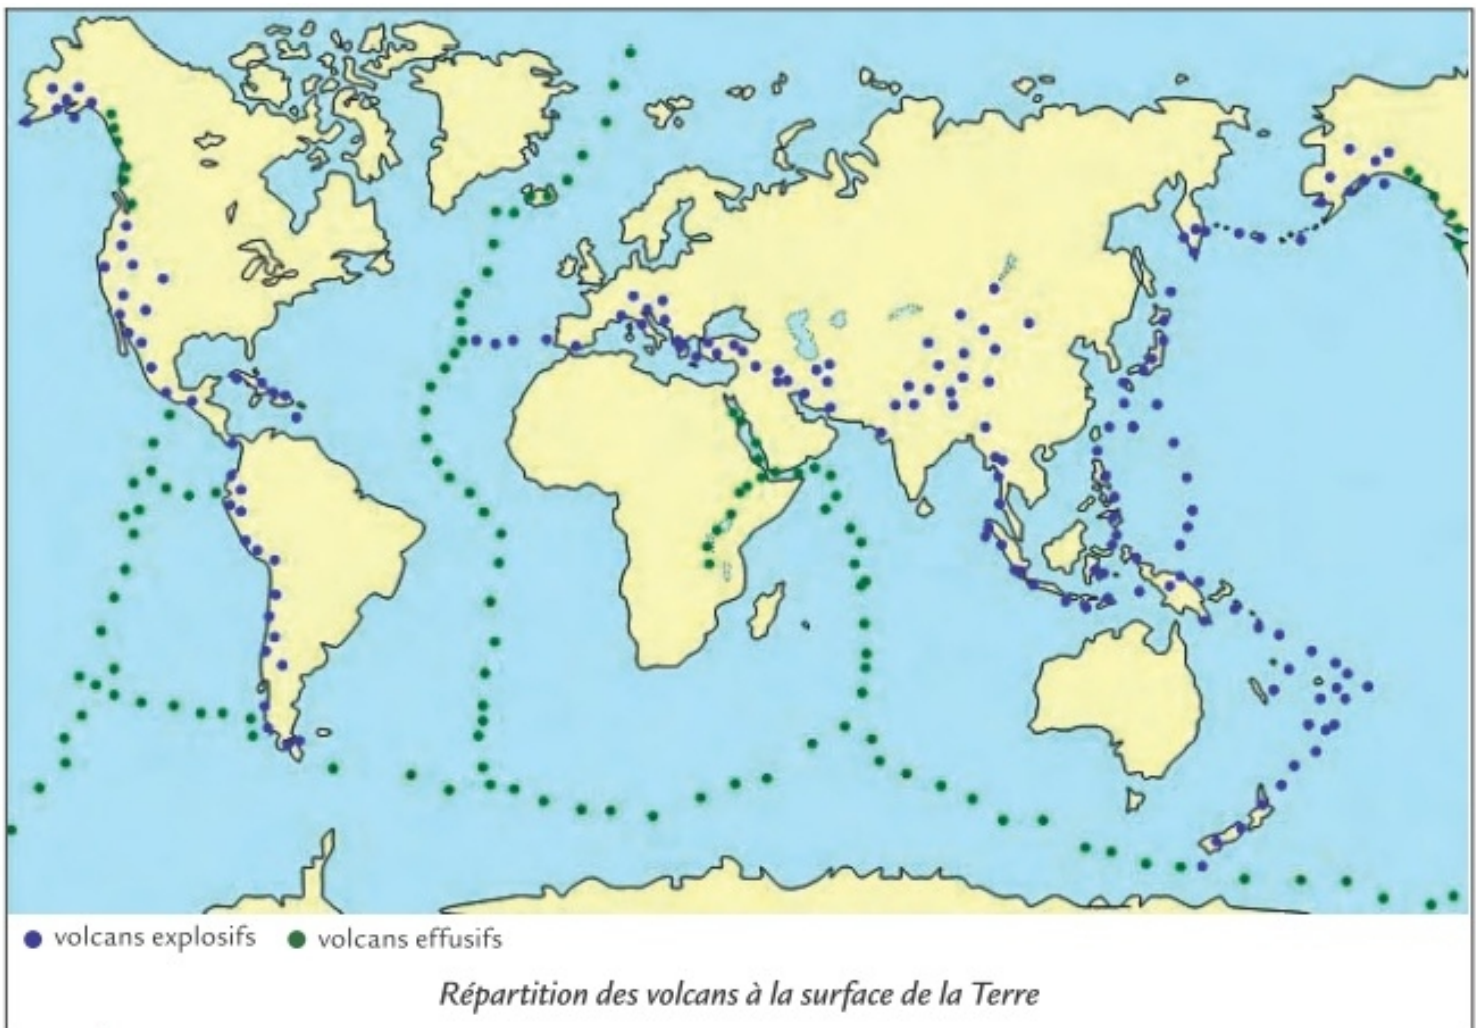 volcans explosifs volcans effusifs
Répartition des volcans à la surface de la Terre